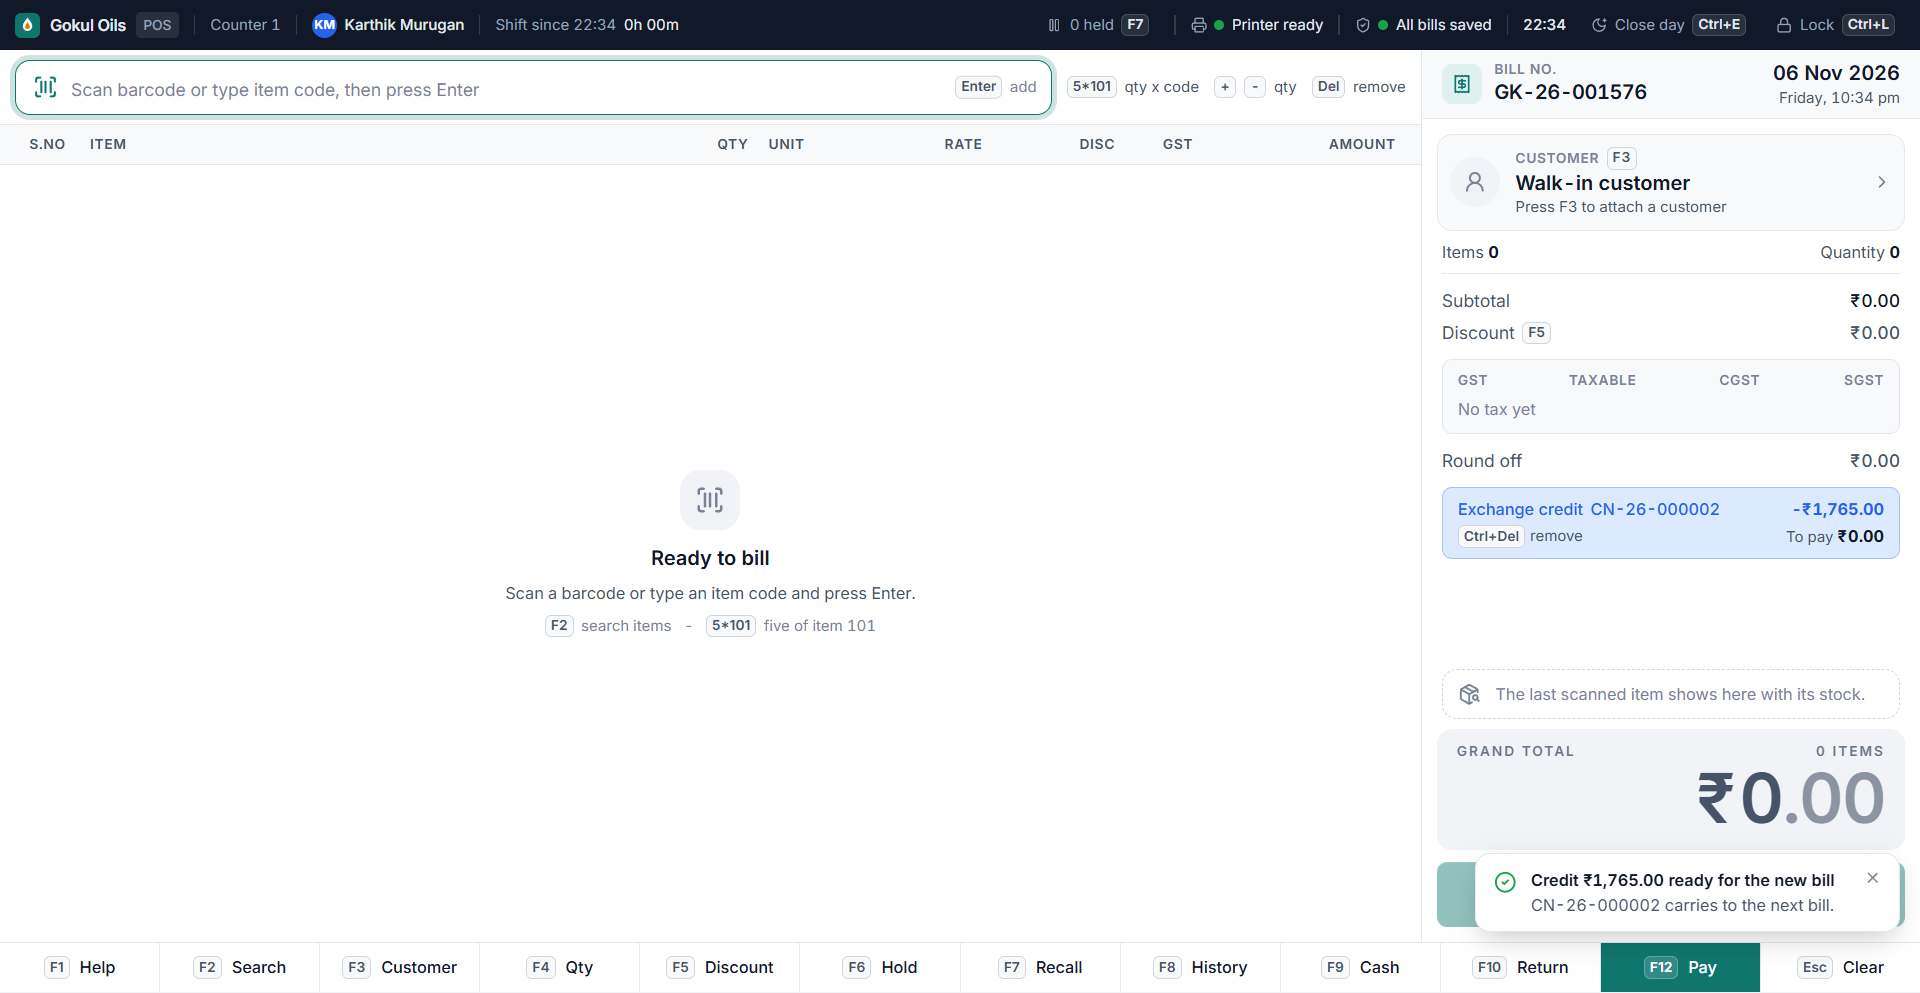 Gokul Oils POS Counter 1 KM Karthik Murugan Shift since 22:34 0h 00m 0 held F7 Printer ready All bills saved 22:34 Close day Ctrl+E Lock Ctrl+L
Scan barcode or type item code, then press Enter Enter add 5*101 qty x code + - qty Del remove
BILL NO.
GK-26-001576
06 Nov 2026
Friday, 10:34 pm
S.NO ITEM QTY UNIT RATE DISC GST AMOUNT
CUSTOMER F3
Walk-in customer
Press F3 to attach a customer
Items 0 Quantity 0
Subtotal ₹0.00
Discount F5 ₹0.00
GST TAXABLE CGST SGST
No tax yet
Round off ₹0.00
Exchange credit CN-26-000002 -₹1,765.00
Ctrl+Del remove To pay ₹0.00
Ready to bill
Scan a barcode or type an item code and press Enter.
F2 search items - 5*101 five of item 101
The last scanned item shows here with its stock.
GRAND TOTAL 0 ITEMS
₹0.00
Credit ₹1,765.00 ready for the new bill
CN-26-000002 carries to the next bill.
F1 Help F2 Search F3 Customer F4 Qty F5 Discount F6 Hold F7 Recall F8 History F9 Cash F10 Return F12 Pay Esc Clear